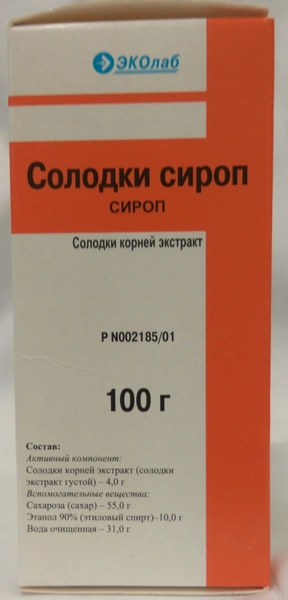 ЭКОлаб
Солодки сироп
СИРОП
Солодки корней экстракт
Р N002185/01
100 г
Состав:
Активный компонент:
Солодки корней экстракт (солодки
экстракт густой) – 4,0 г
Вспомогательные вещества:
Сахароза (сахар) – 55,0 г
Этанол 90% (этиловый спирт)–10,0 г
Вода очищенная – 31,0 г